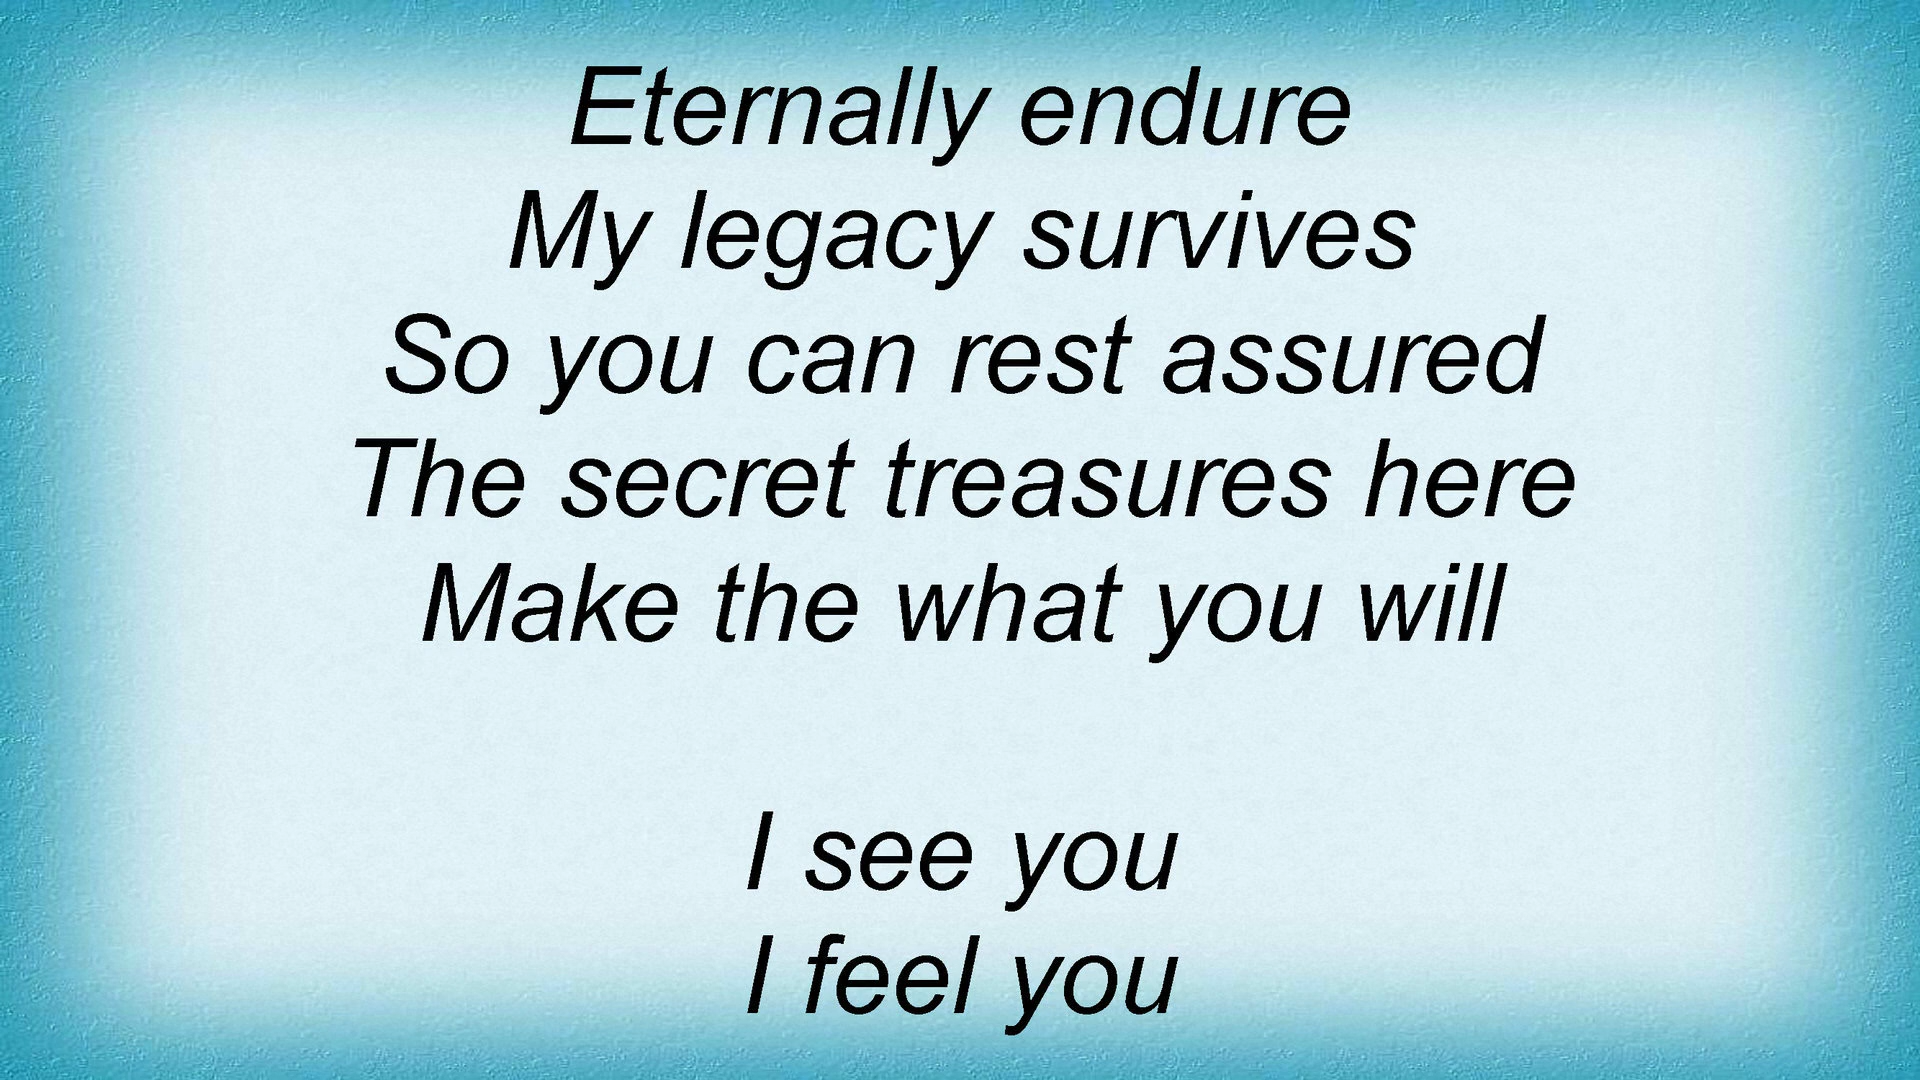 Eternally endure
My legacy survives
So you can rest assured
The secret treasures here
Make the what you will
I see you
I feel you